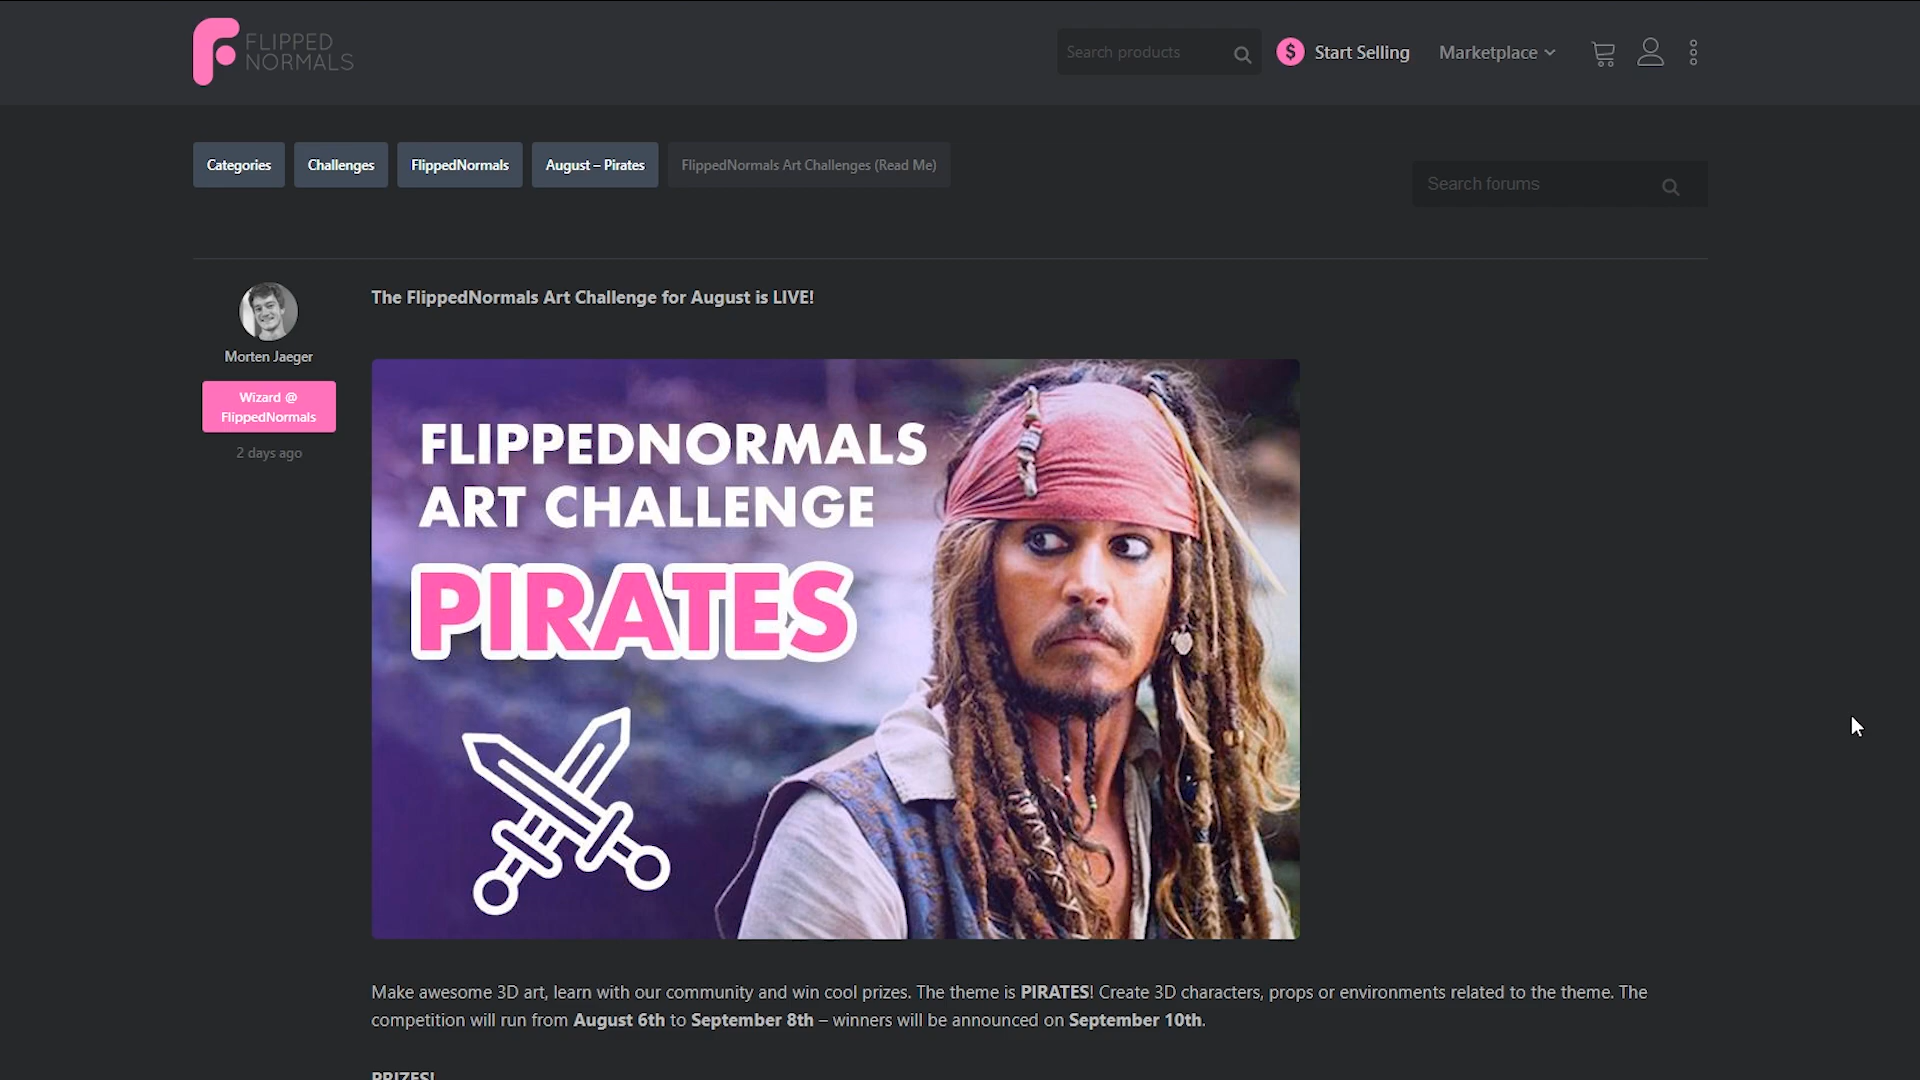 FLIPPED
NORMALS
Search products
$
Start Selling
Marketplace
Categories
Challenges
FlippedNormals
August – Pirates
FlippedNormals Art Challenges (Read Me)
Search forums
The FlippedNormals Art Challenge for August is LIVE!
Morten Jaeger
Wizard @
FlippedNormals
2 days ago
FLIPPEDNORMALS
ART CHALLENGE
PIRATES
Make awesome 3D art, learn with our community and win cool prizes. The theme is PIRATES! Create 3D characters, props or environments related to the theme. The
competition will run from August 6th to September 8th – winners will be announced on September 10th.
PRIZES!